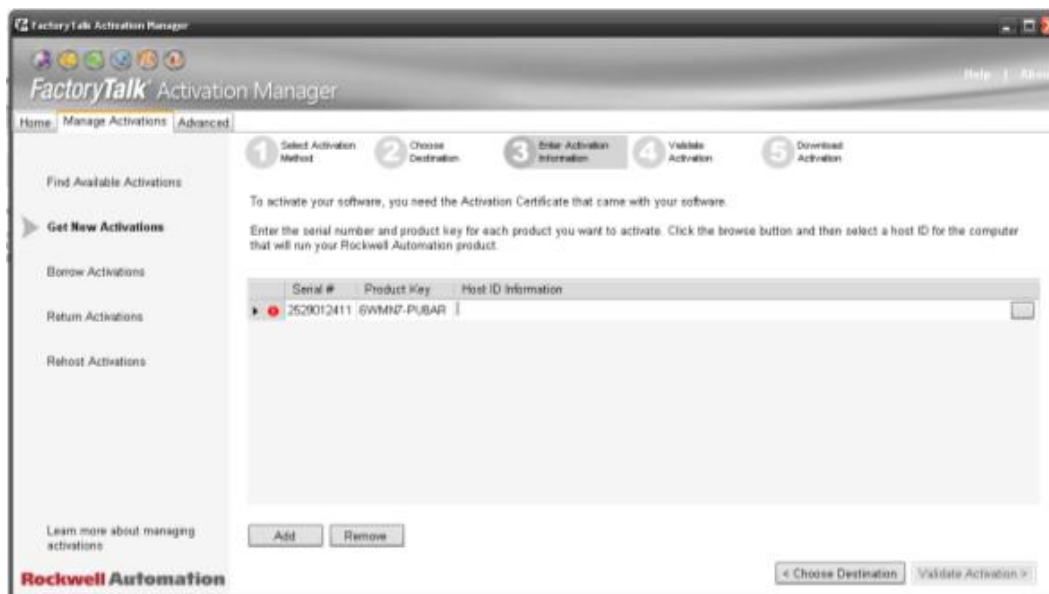 FactoryTalk Activation Manager
FactoryTalk Activation Manager
Help | About
Home Manage Activations Advanced
1 Select Activation Method
2 Choose Destination
3 Enter Activation Information
4 Validate Activation
5 Download Activation
Find Available Activations
Get New Activations
Borrow Activations
Return Activations
Rehost Activations
Learn more about managing
activations
Rockwell Automation
To activate your software, you need the Activation Certificate that came with your software.
Enter the serial number and product key for each product you want to activate. Click the browse button and then select a host ID for the computer
that will run your Rockwell Automation product.
Serial # Product Key Host ID Information
2529012411 6WMN7-PUBAR
Add Remove
< Choose Destination Validate Activation >